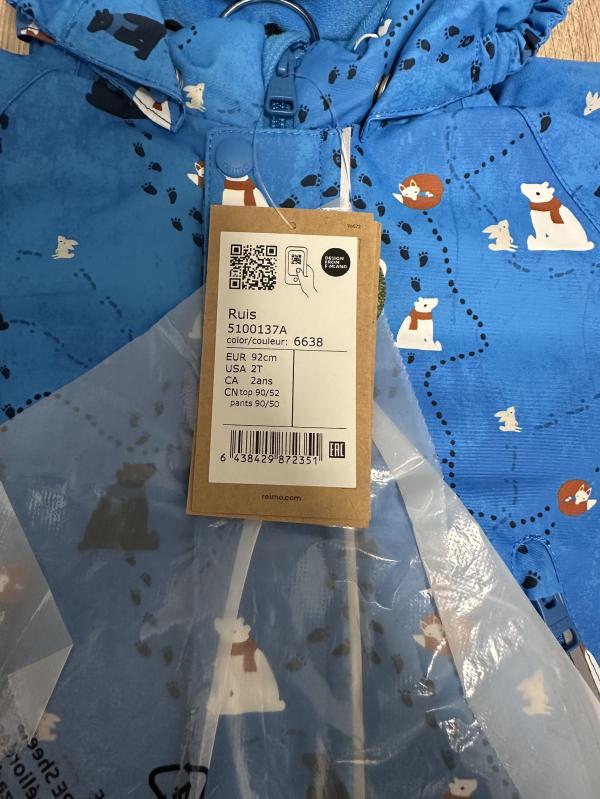 96673
DESIGN
FROM
FINLAND
Ruis
5100137A
color/couleur: 6638
EUR 92cm
USA 2T
CA 2ans
CN top 90/52
pants 90/50
6 438429 872351
EAC
reima.com